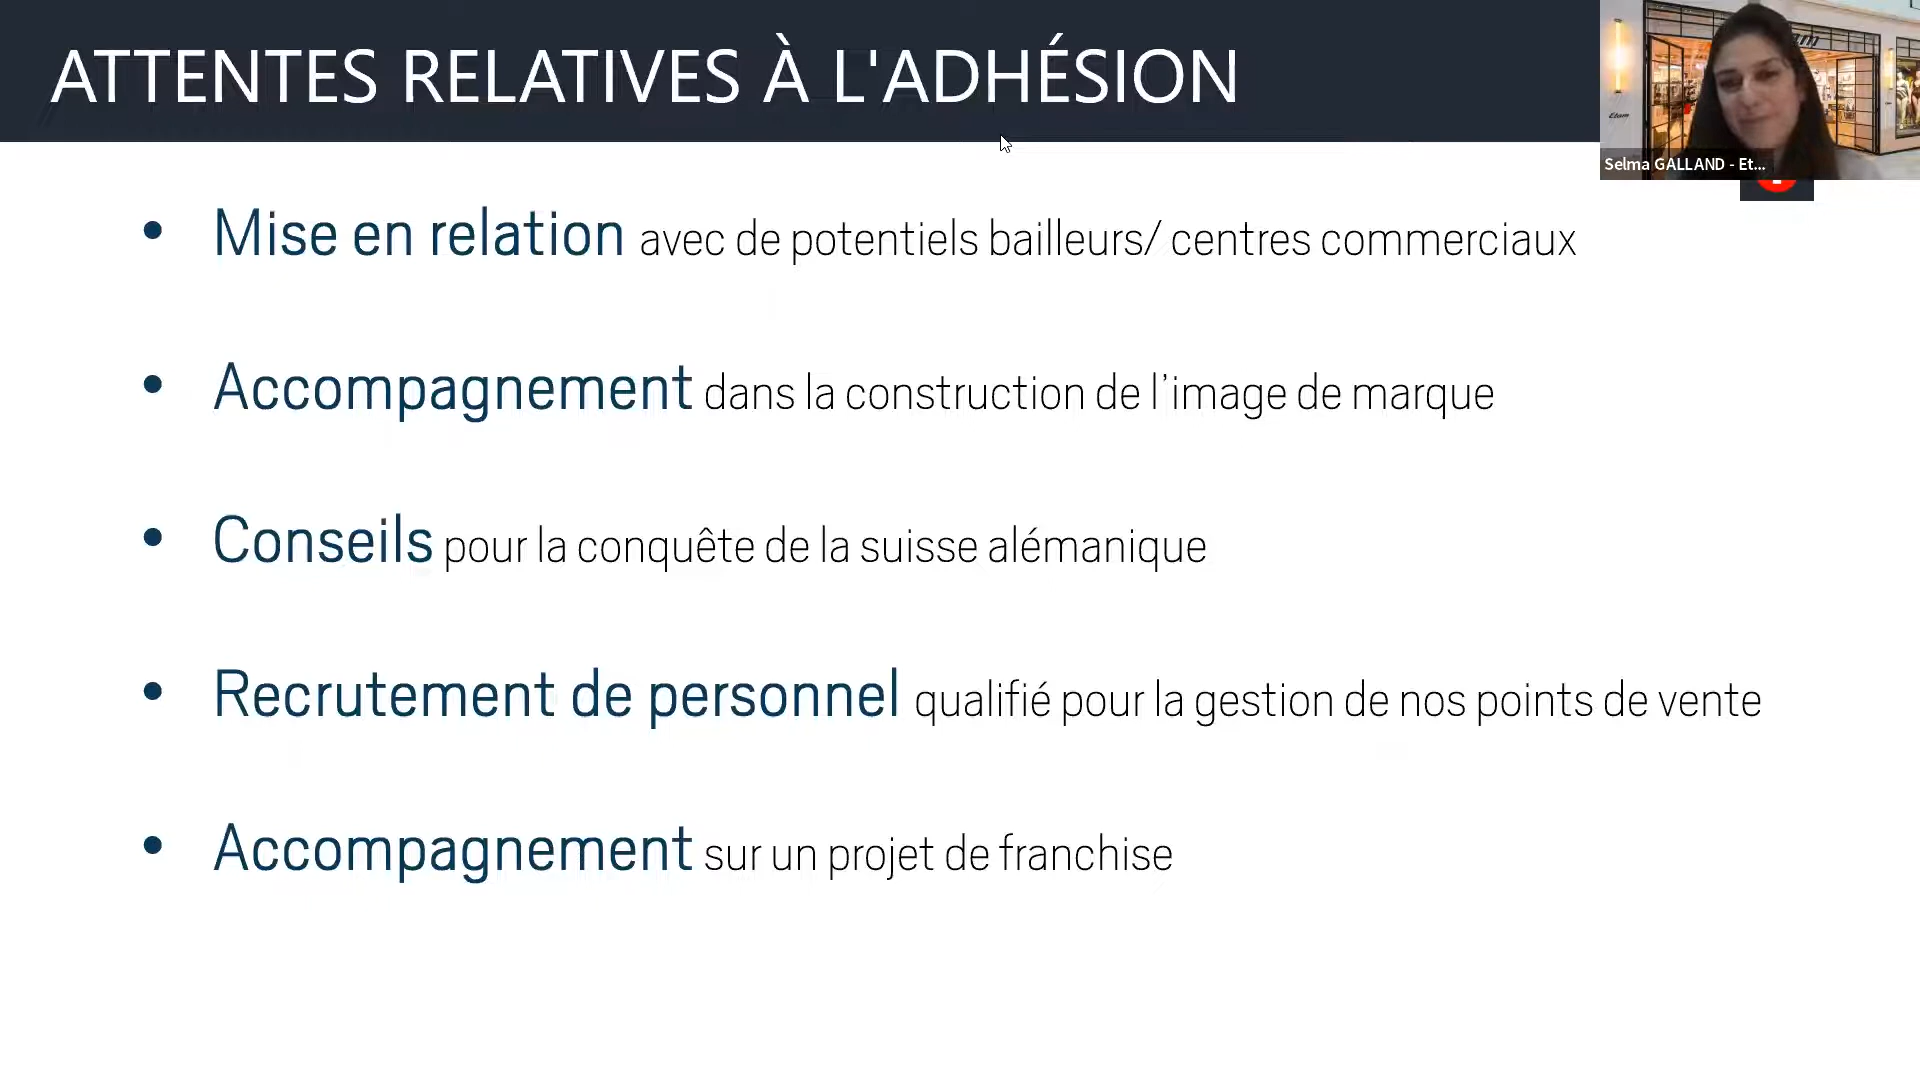 ATTENTES RELATIVES À L'ADHÉSION
Etam
Selma GALLAND - Et...
• Mise en relation avec de potentiels bailleurs/ centres commerciaux
• Accompagnement dans la construction de l'image de marque
• Conseils pour la conquête de la suisse alémanique
• Recrutement de personnel qualifié pour la gestion de nos points de vente
• Accompagnement sur un projet de franchise